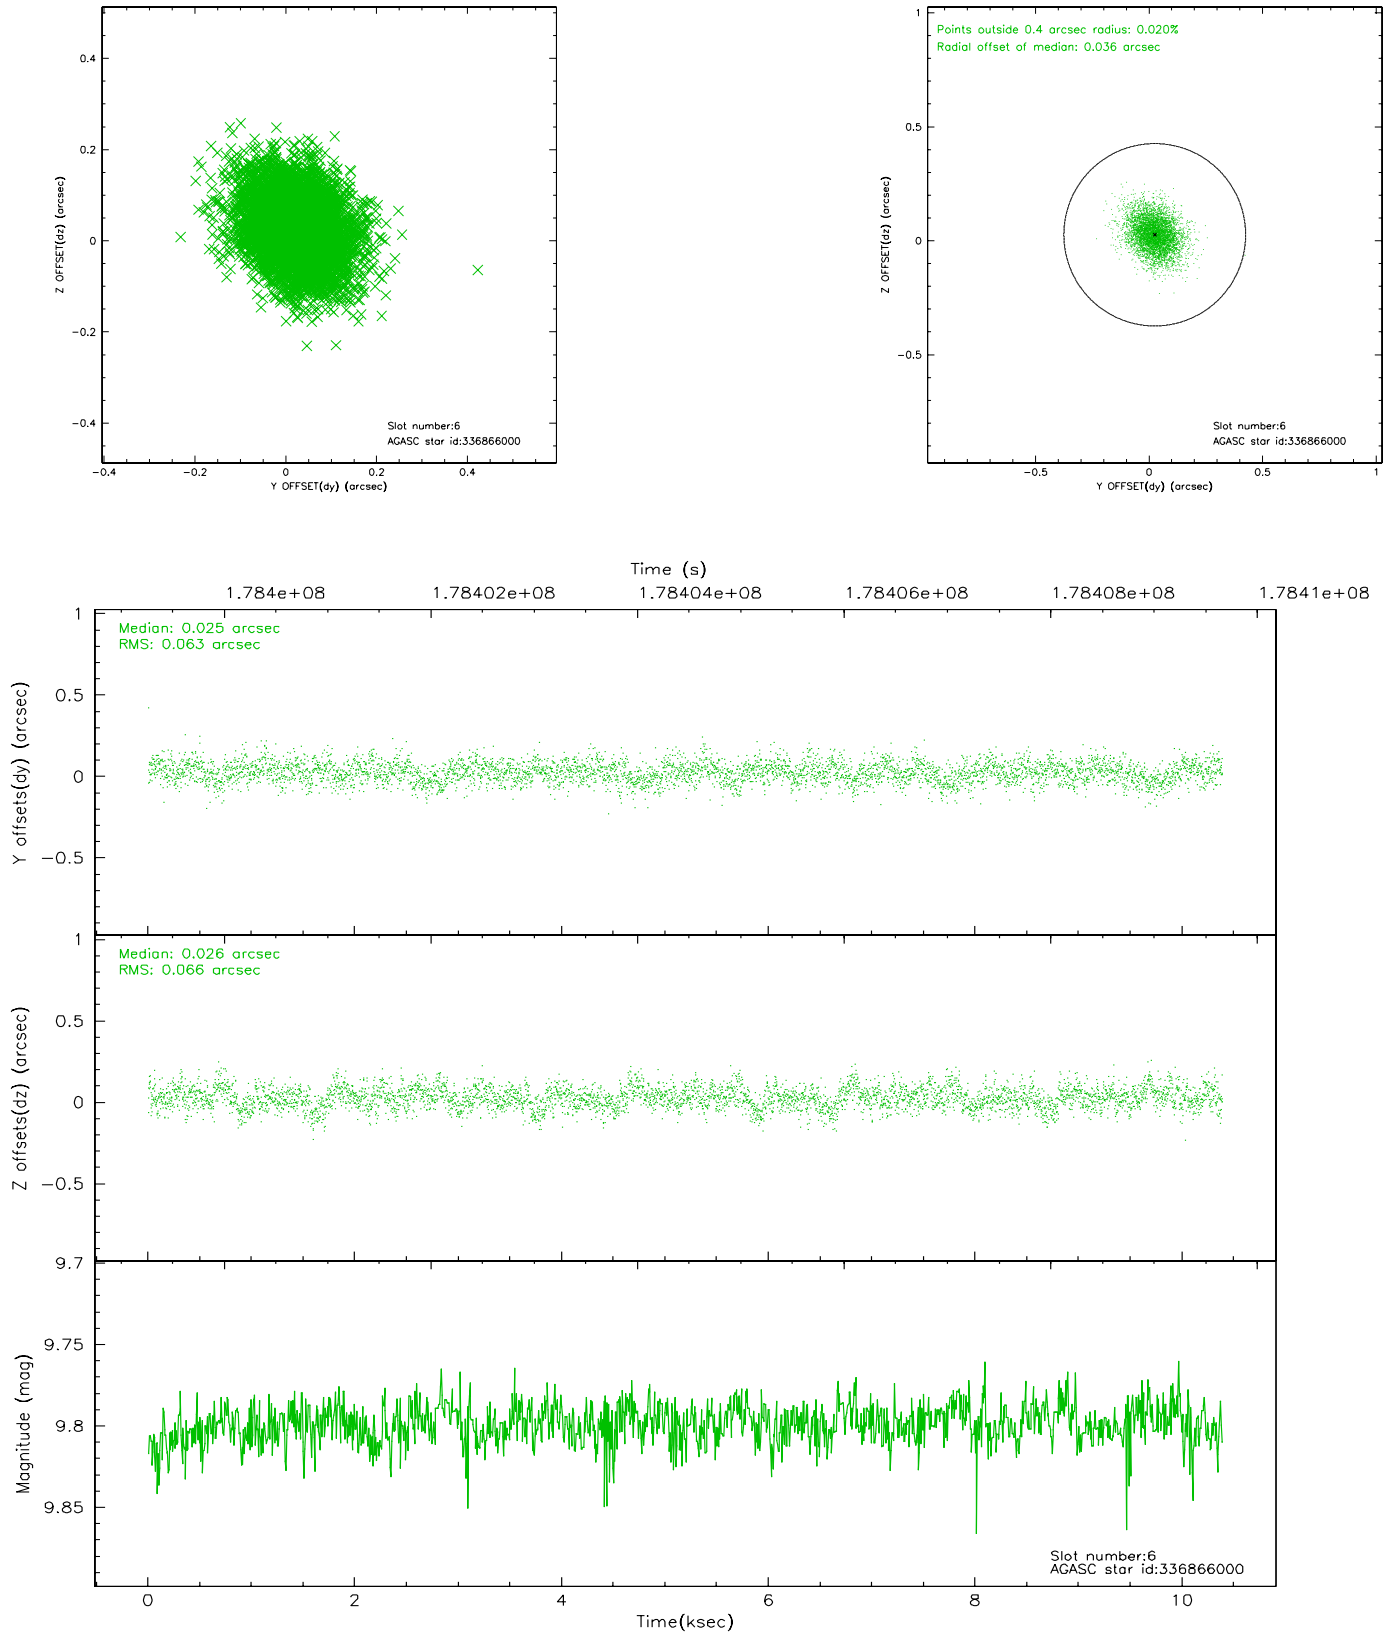 0.4
0.2
0
−0.2
−0.4
Z OFFSET(dz) (arcsec)
−0.4 −0.2 0 0.2 0.4
Y OFFSET(dy) (arcsec)
Slot number:6
AGASC star id:336866000
Points outside 0.4 arcsec radius: 0.020%
Radial offset of median: 0.036 arcsec
1
0.5
0
−0.5
Z OFFSET(dz) (arcsec)
−0.5 0 0.5 1
Y OFFSET(dy) (arcsec)
Slot number:6
AGASC star id:336866000
Time (s)
1.784e+08 1.78402e+08 1.78404e+08 1.78406e+08 1.78408e+08 1.7841e+08
Median: 0.025 arcsec
RMS: 0.063 arcsec
1
0.5
0
−0.5
Y offsets(dy) (arcsec)
Median: 0.026 arcsec
RMS: 0.066 arcsec
1
0.5
0
−0.5
Z offsets(dz) (arcsec)
9.7
9.75
9.8
9.85
Magnitude (mag)
Slot number:6
AGASC star id:336866000
0 2 4 6 8 10
Time(ksec)